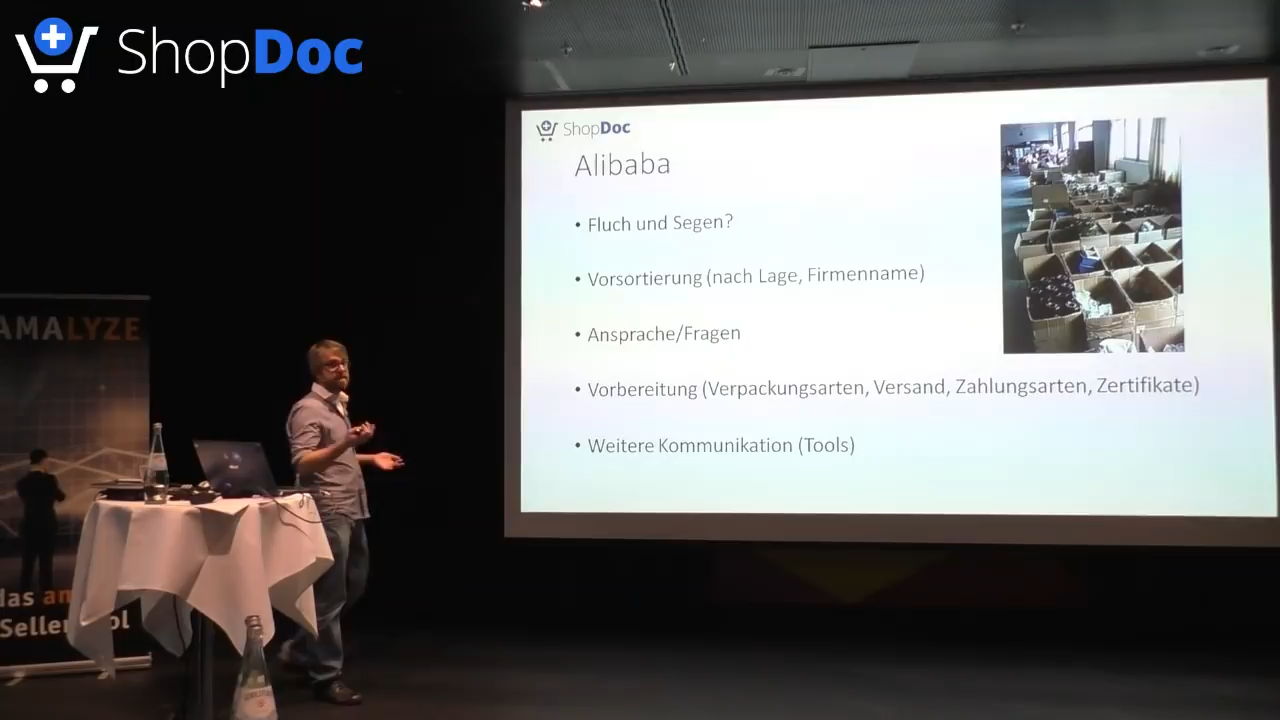 ShopDoc
ShopDoc
Alibaba
• Fluch und Segen?
• Vorsortierung (nach Lage, Firmenname)
• Ansprache/Fragen
• Vorbereitung (Verpackungsarten, Versand, Zahlungsarten, Zertifikate)
• Weitere Kommunikation (Tools)
AMALYZE
das